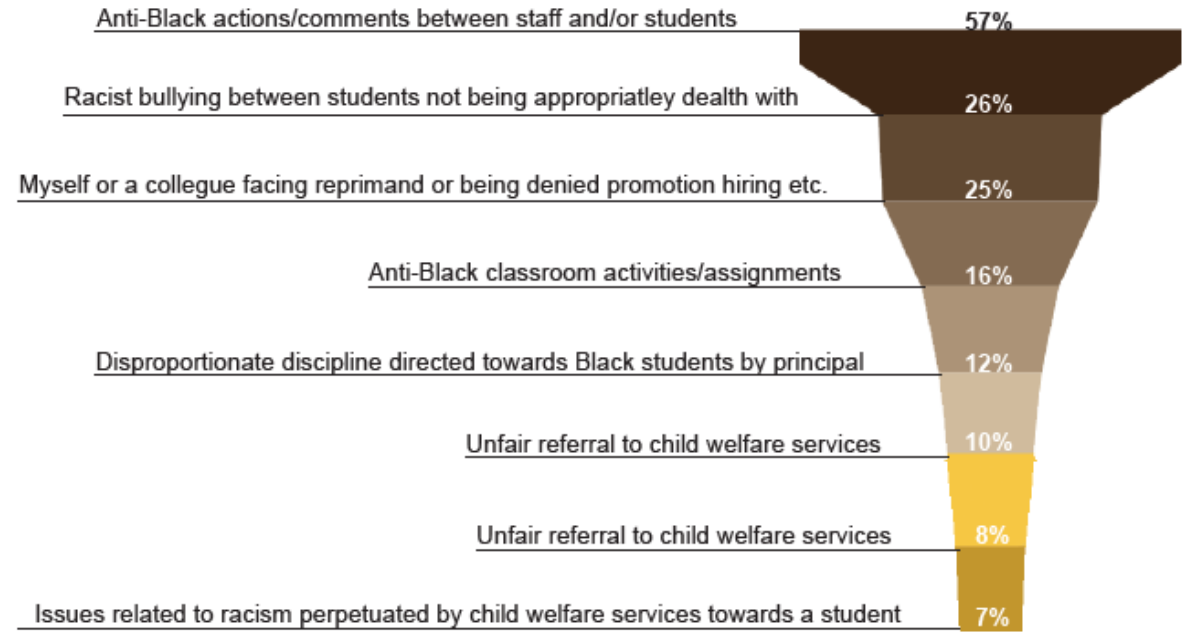 Anti-Black actions/comments between staff and/or students 57%
Racist bullying between students not being appropriatley dealth with 26%
Myself or a collegue facing reprimand or being denied promotion hiring etc. 25%
Anti-Black classroom activities/assignments 16%
Disproportionate discipline directed towards Black students by principal 12%
Unfair referral to child welfare services 10%
Unfair referral to child welfare services 8%
Issues related to racism perpetuated by child welfare services towards a student 7%